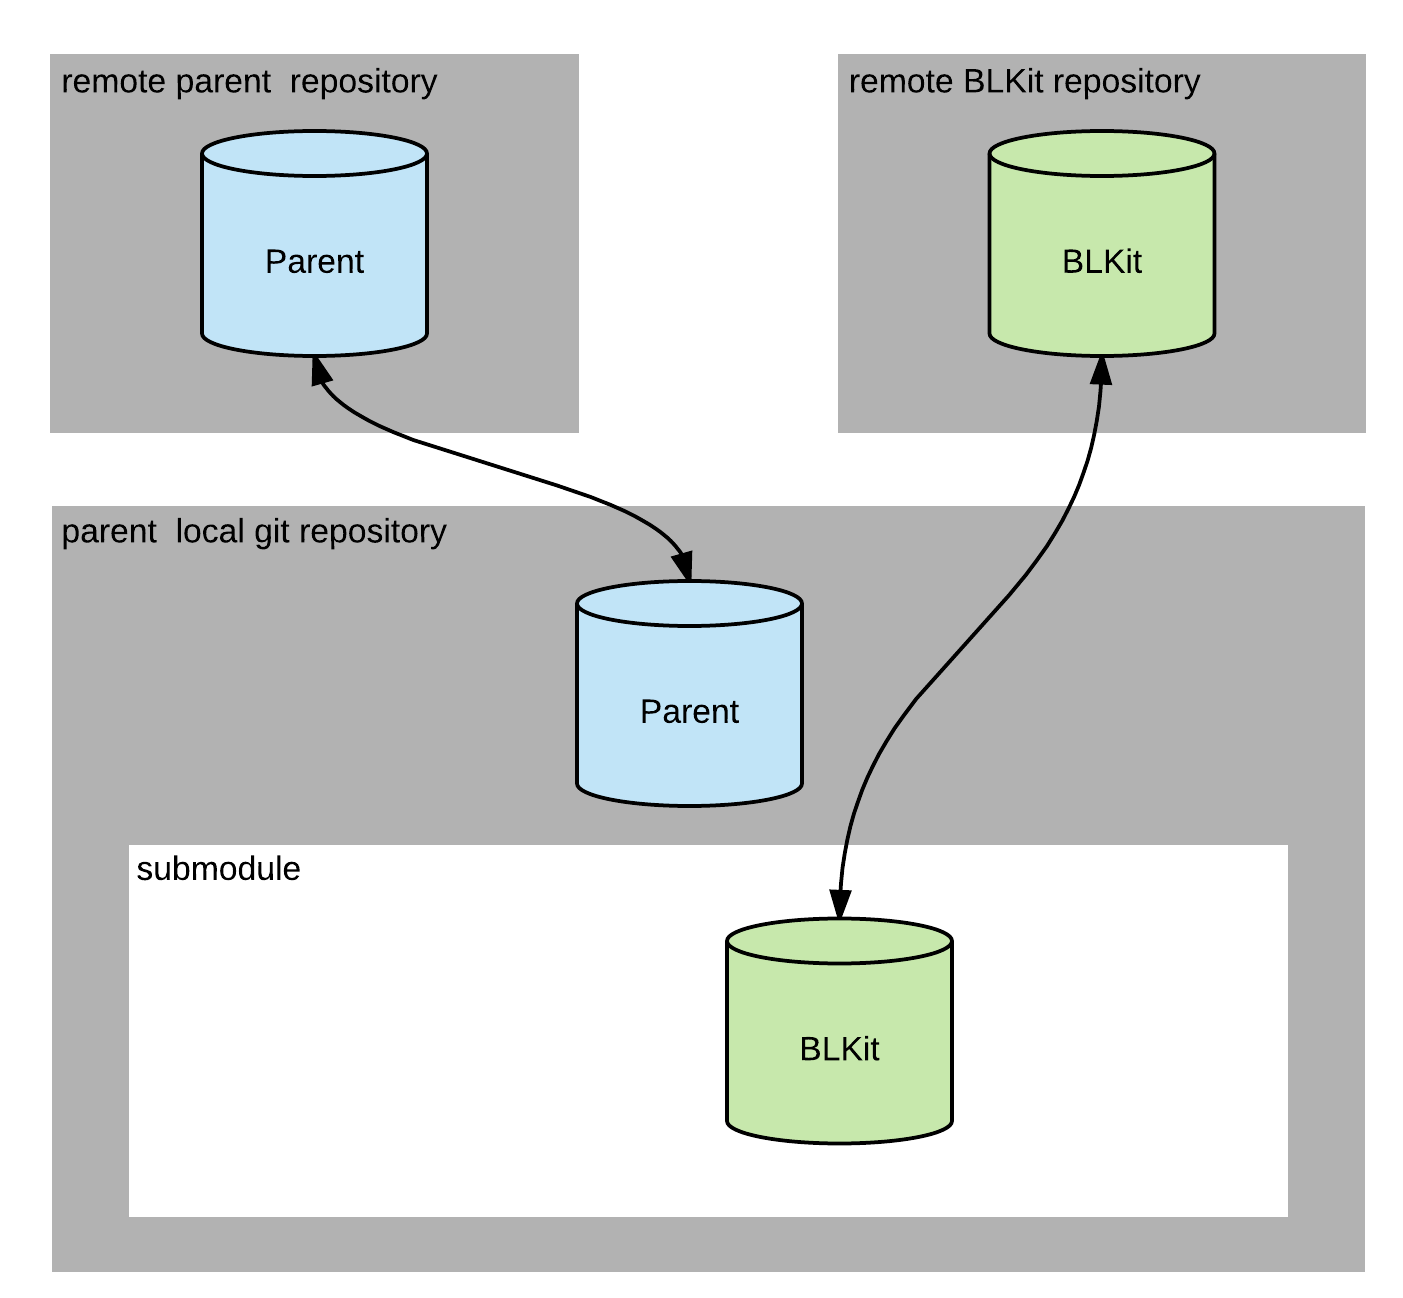 remote parent  repository
remote BLKit repository
Parent
BLKit
parent  local git repository
Parent
submodule
BLKit